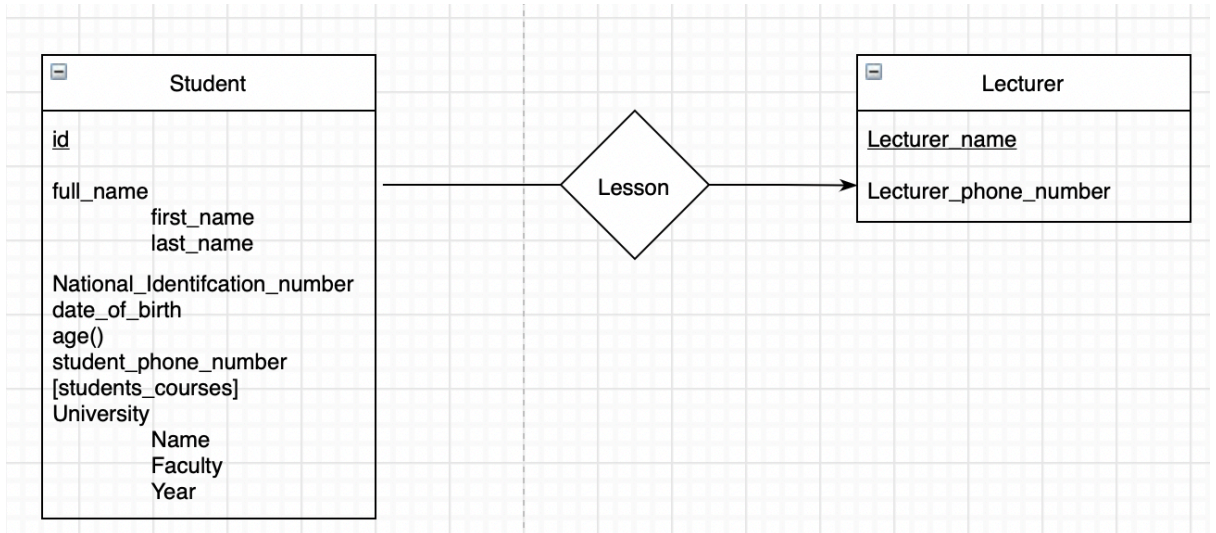 Student
id
full_name
first_name
last_name
National_Identifcation_number
date_of_birth
age()
student_phone_number
[students_courses]
University
Name
Faculty
Year
Lesson
Lecturer
Lecturer_name
Lecturer_phone_number